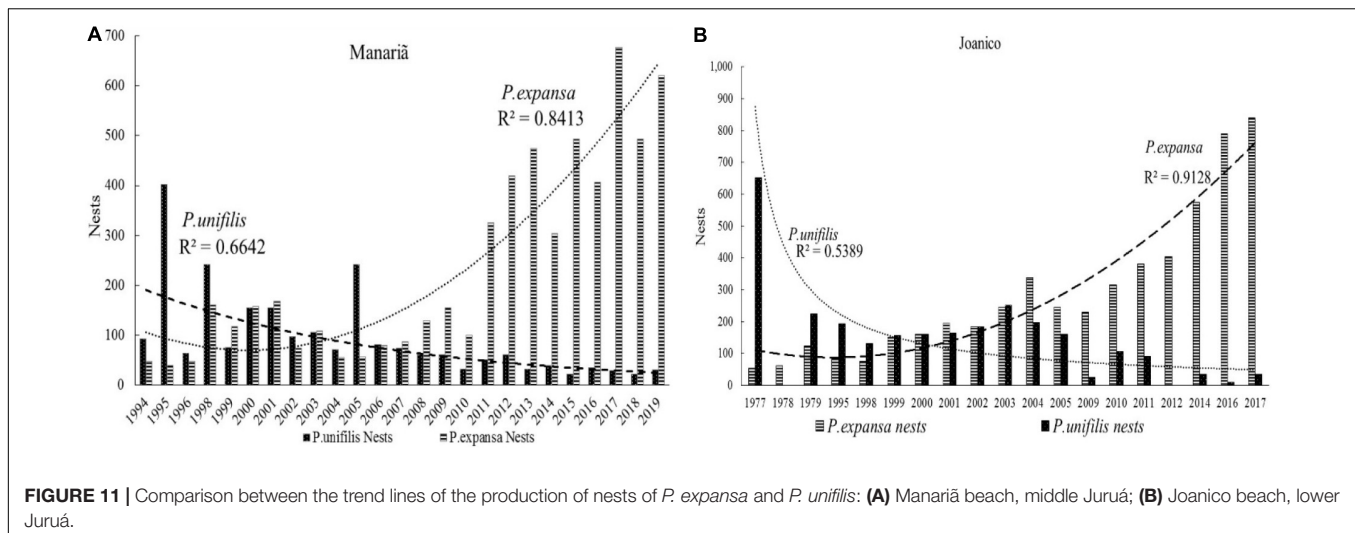 A
Manariã
700
600
500
400
300
200
100
0
Nests
P.unifilis
R² = 0.6642
P.expansa
R² = 0.8413
1994 1995 1996 1998 1999 2000 2001 2002 2003 2004 2005 2006 2007 2008 2009 2010 2011 2012 2013 2014 2015 2016 2017 2018 2019
P.unifilis Nests P.expansa Nests
B
Joanico
1,000
900
800
700
600
500
400
300
200
100
0
Nests
P.unifilis
R² = 0.5389
P.expansa
R² = 0.9128
1977 1978 1979 1995 1998 1999 2000 2001 2002 2003 2004 2005 2009 2010 2011 2012 2014 2016 2017
P.expansa nests P.unifilis nests
FIGURE 11 | Comparison between the trend lines of the production of nests of P. expansa and P. unifilis: (A) Manariã beach, middle Juruá; (B) Joanico beach, lower
Juruá.